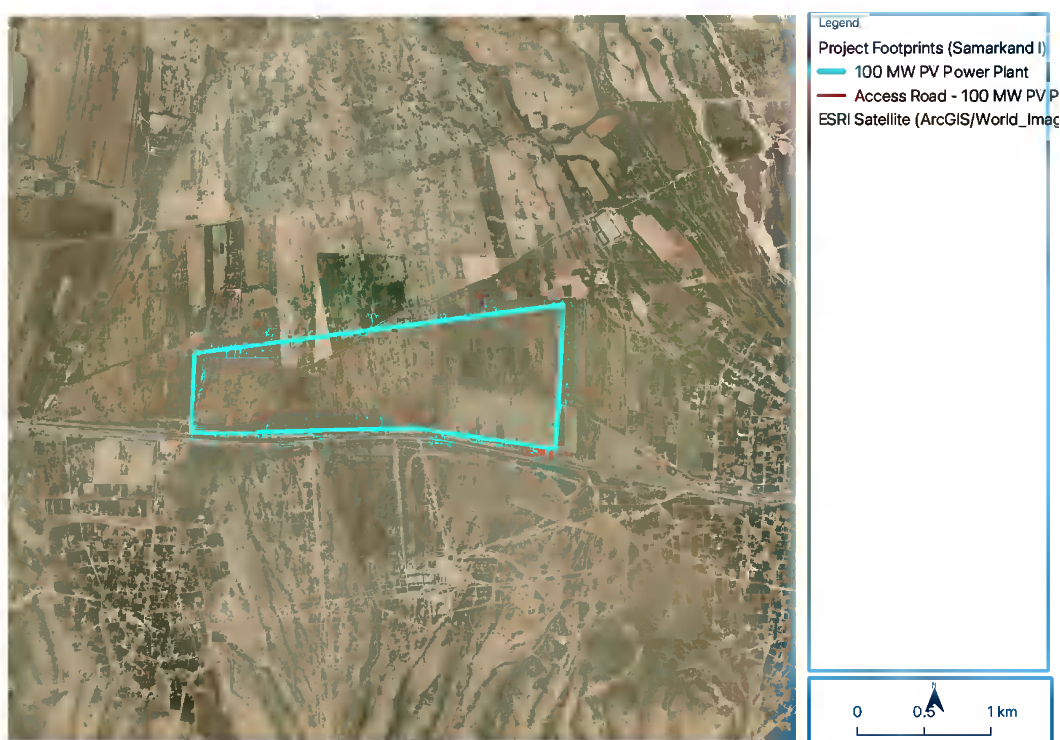 Legend
Project Footprints (Samarkand I)
100 MW PV Power Plant
Access Road - 100 MW PV P
ESRI Satellite (ArcGIS/World_Imag
N
0 0.5 1 km